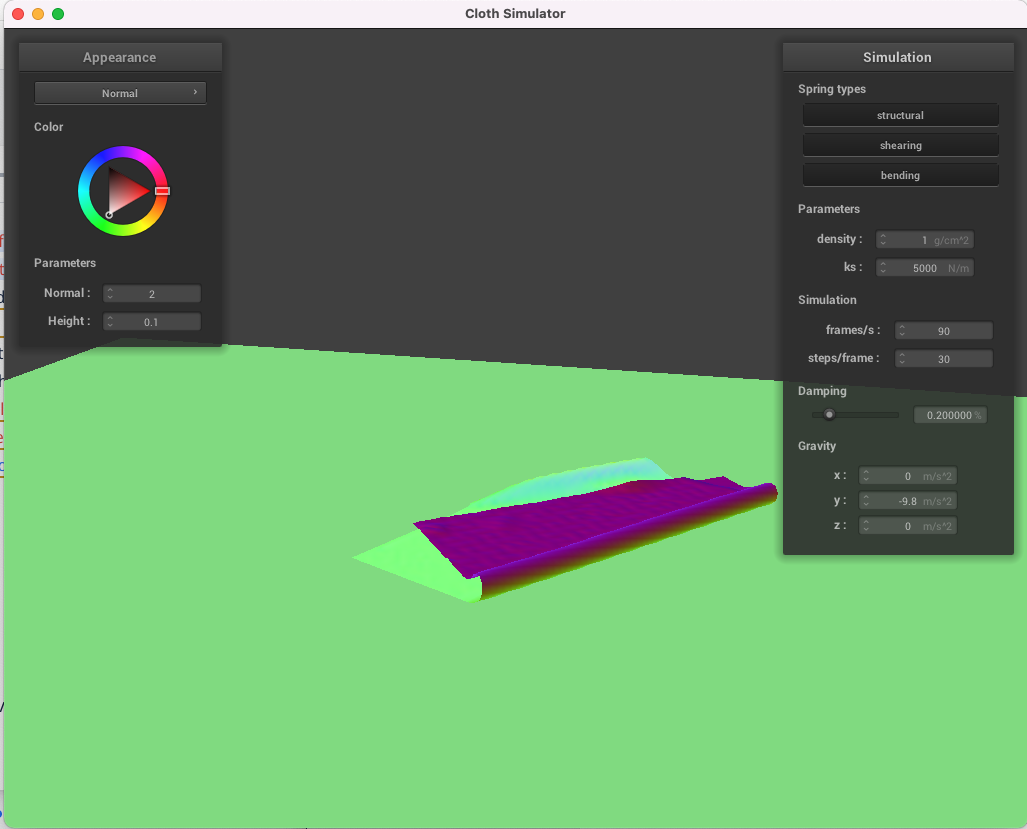 Cloth Simulator
Appearance
Normal
Color
Parameters
Normal : 2
Height : 0.1
Simulation
Spring types
structural
shearing
bending
Parameters
density : 1 g/cm^2
ks : 5000 N/m
Simulation
frames/s : 90
steps/frame : 30
Damping
0.200000 %
Gravity
x : 0 m/s^2
y : -9.8 m/s^2
z : 0 m/s^2